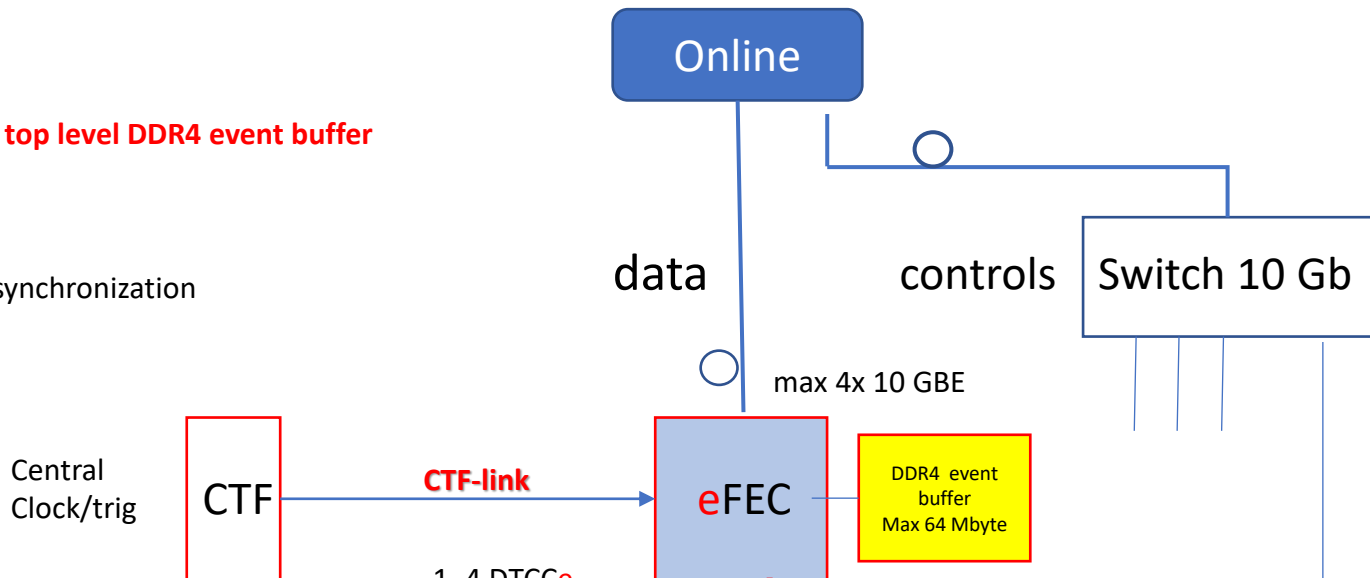 Online
top level DDR4 event buffer
synchronization
data
controls
Switch 10 Gb
max 4x 10 GBE
Central
Clock/trig
CTF
CTF-link
eFEC
DDR4 event
buffer
Max 64 Mbyte